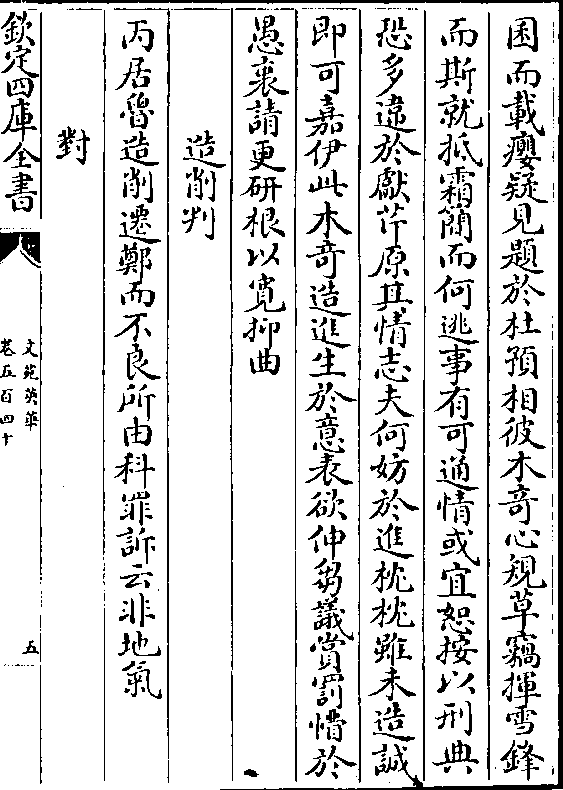 困而載癭疑見題於杜預相彼木竒心規草竊揮雪鋒
而斯就抵霜蕳而何逃事有可通情或宜恕按以刑典
恐多違於獻芹原其情志夫何妨於進枕枕雖未造誠
即可嘉伊此木竒造進生於意表欲伸芻議賞罰惜於
愚衷請更研根以寛抑曲
造削判
丙居魯造削遷鄭而不良所由科罪訴云非地氣
對
欽定四庫全書
文苑英華
卷五百四十
五